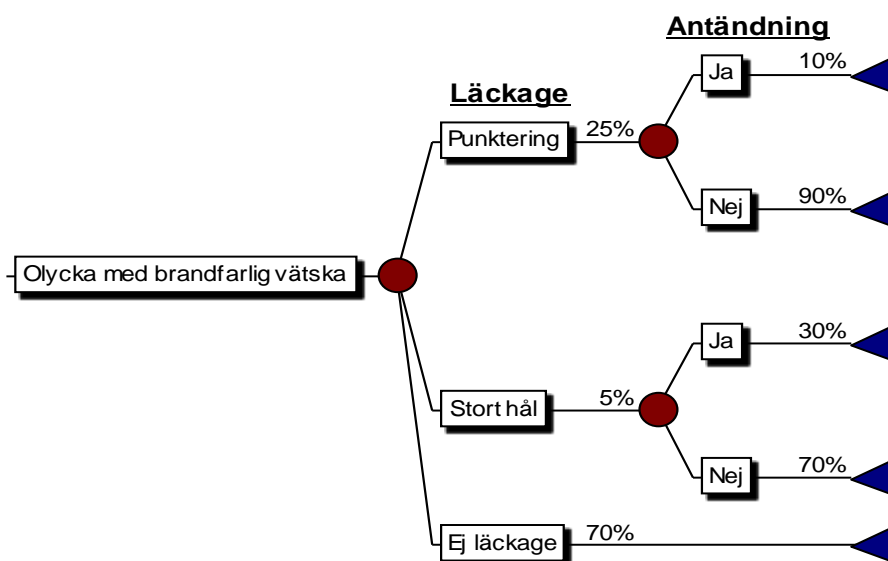 Antändning
Ja 10%
Läckage
Punktering 25%
Nej 90%
Olycka med brandfarlig vätska
Ja 30%
Stort hål 5%
Nej 70%
Ej läckage 70%